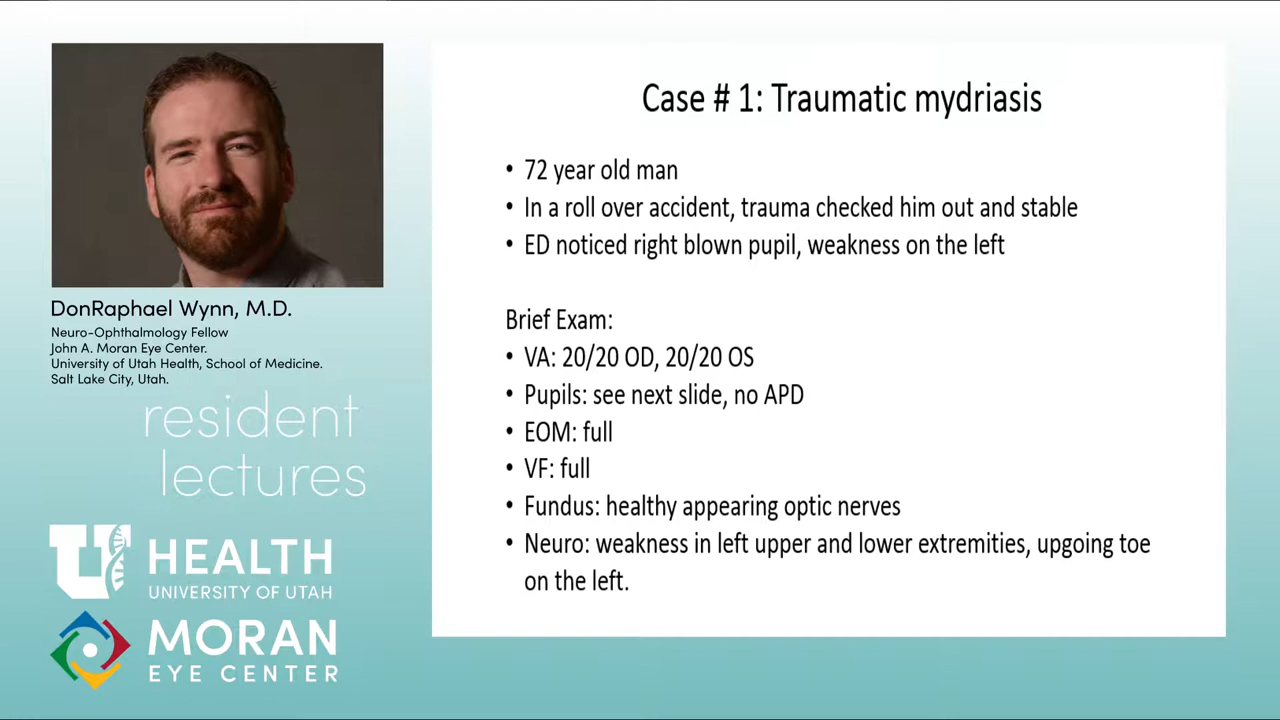 Case # 1: Traumatic mydriasis
• 72 year old man
• In a roll over accident, trauma checked him out and stable
• ED noticed right blown pupil, weakness on the left
Brief Exam:
• VA: 20/20 OD, 20/20 OS
• Pupils: see next slide, no APD
• EOM: full
• VF: full
• Fundus: healthy appearing optic nerves
• Neuro: weakness in left upper and lower extremities, upgoing toe
on the left.
DonRaphael Wynn, M.D.
Neuro-Ophthalmology Fellow
John A. Moran Eye Center.
University of Utah Health, School of Medicine.
Salt Lake City, Utah.
resident
lectures
U HEALTH
UNIVERSITY OF UTAH
MORAN
EYE CENTER